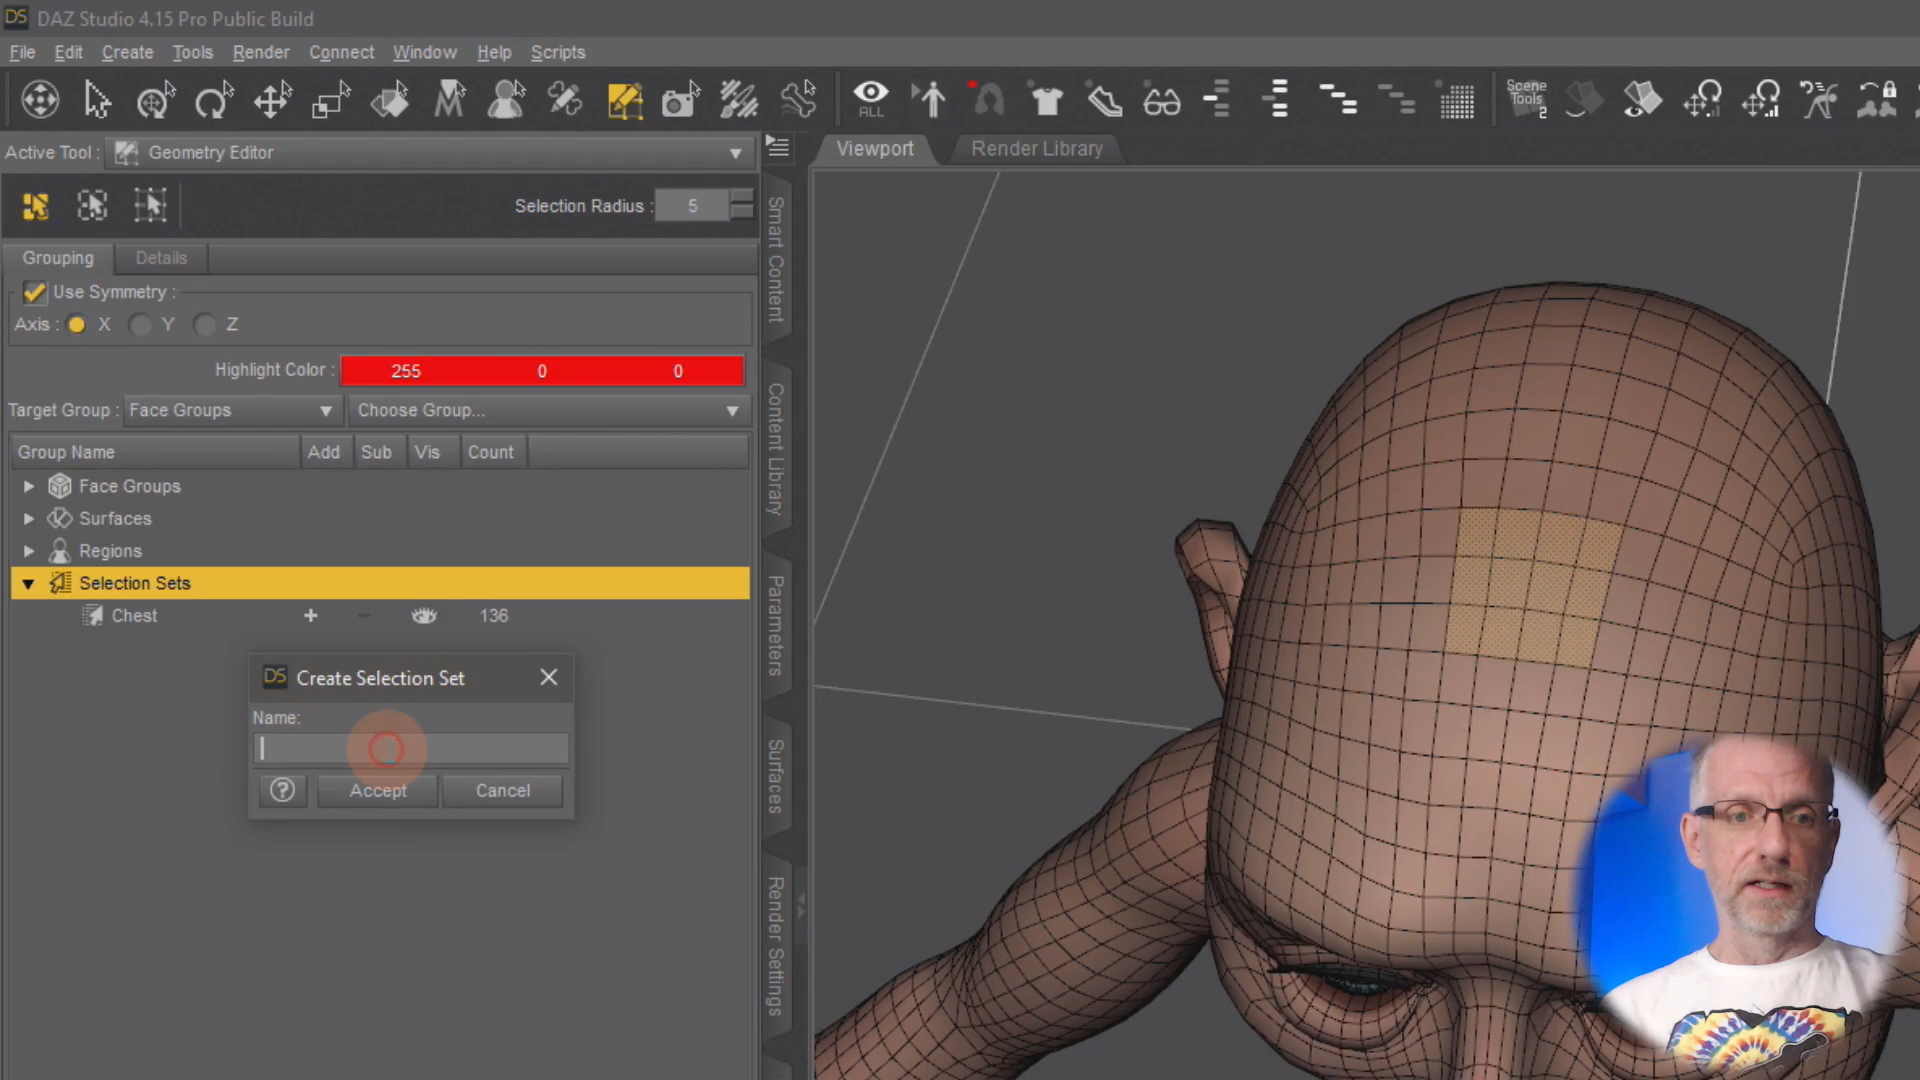 DS DAZ Studio 4.15 Pro Public Build
File Edit Create Tools Render Connect Window Help Scripts
ALL
Scene
Tools
2
Active Tool : Geometry Editor
Viewport Render Library
Selection Radius : 5
Grouping Details
Use Symmetry :
Axis : X Y Z
Highlight Color : 255 0 0
Target Group : Face Groups Choose Group...
Group Name Add Sub Vis Count
Face Groups
Surfaces
Regions
Selection Sets
Chest 136
DS Create Selection Set
Name:
? Accept Cancel
Smart Content
Content Library
Parameters
Surfaces
Render Settings